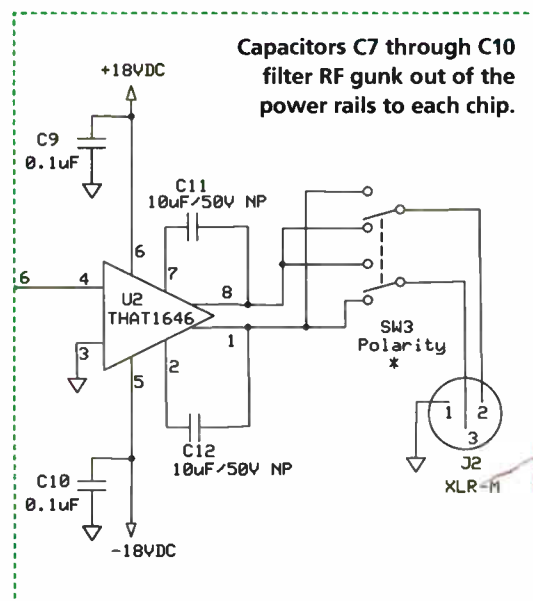 Capacitors C7 through C10
filter RF gunk out of the
power rails to each chip.
+18VDC
C9
0.1uF
C11
10uF/50V NP
6
7
6
4
8
U2
THAT1646
1
3
2
5
SW3
Polarity
*
C12
10uF/50V NP
C10
0.1uF
-18VDC
1
2
3
J2
XLR-M